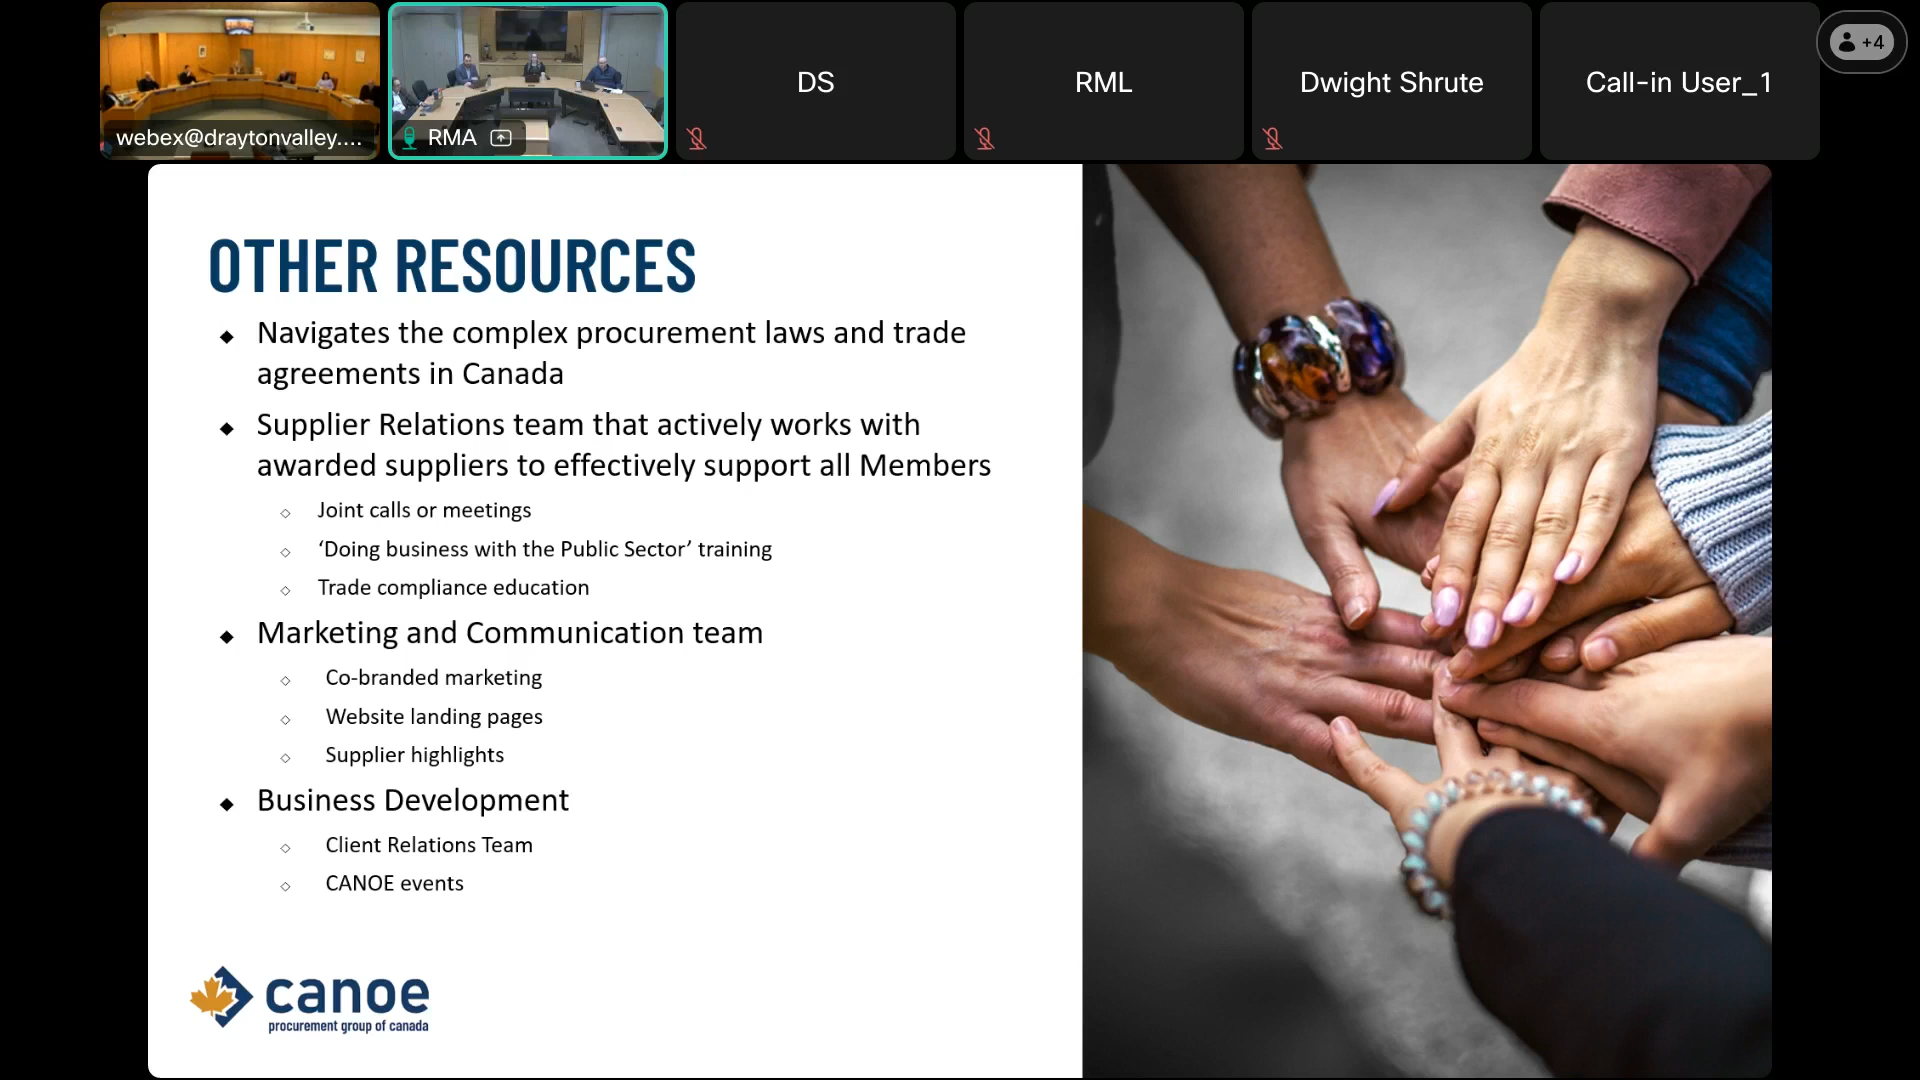 webex@draytonvalley....
RMA
DS
RML
Dwight Shrute
Call-in User_1
+4
OTHER RESOURCES
Navigates the complex procurement laws and trade
agreements in Canada
Supplier Relations team that actively works with
awarded suppliers to effectively support all Members
Joint calls or meetings
‘Doing business with the Public Sector’ training
Trade compliance education
Marketing and Communication team
Co-branded marketing
Website landing pages
Supplier highlights
Business Development
Client Relations Team
CANOE events
canoe
procurement group of canada